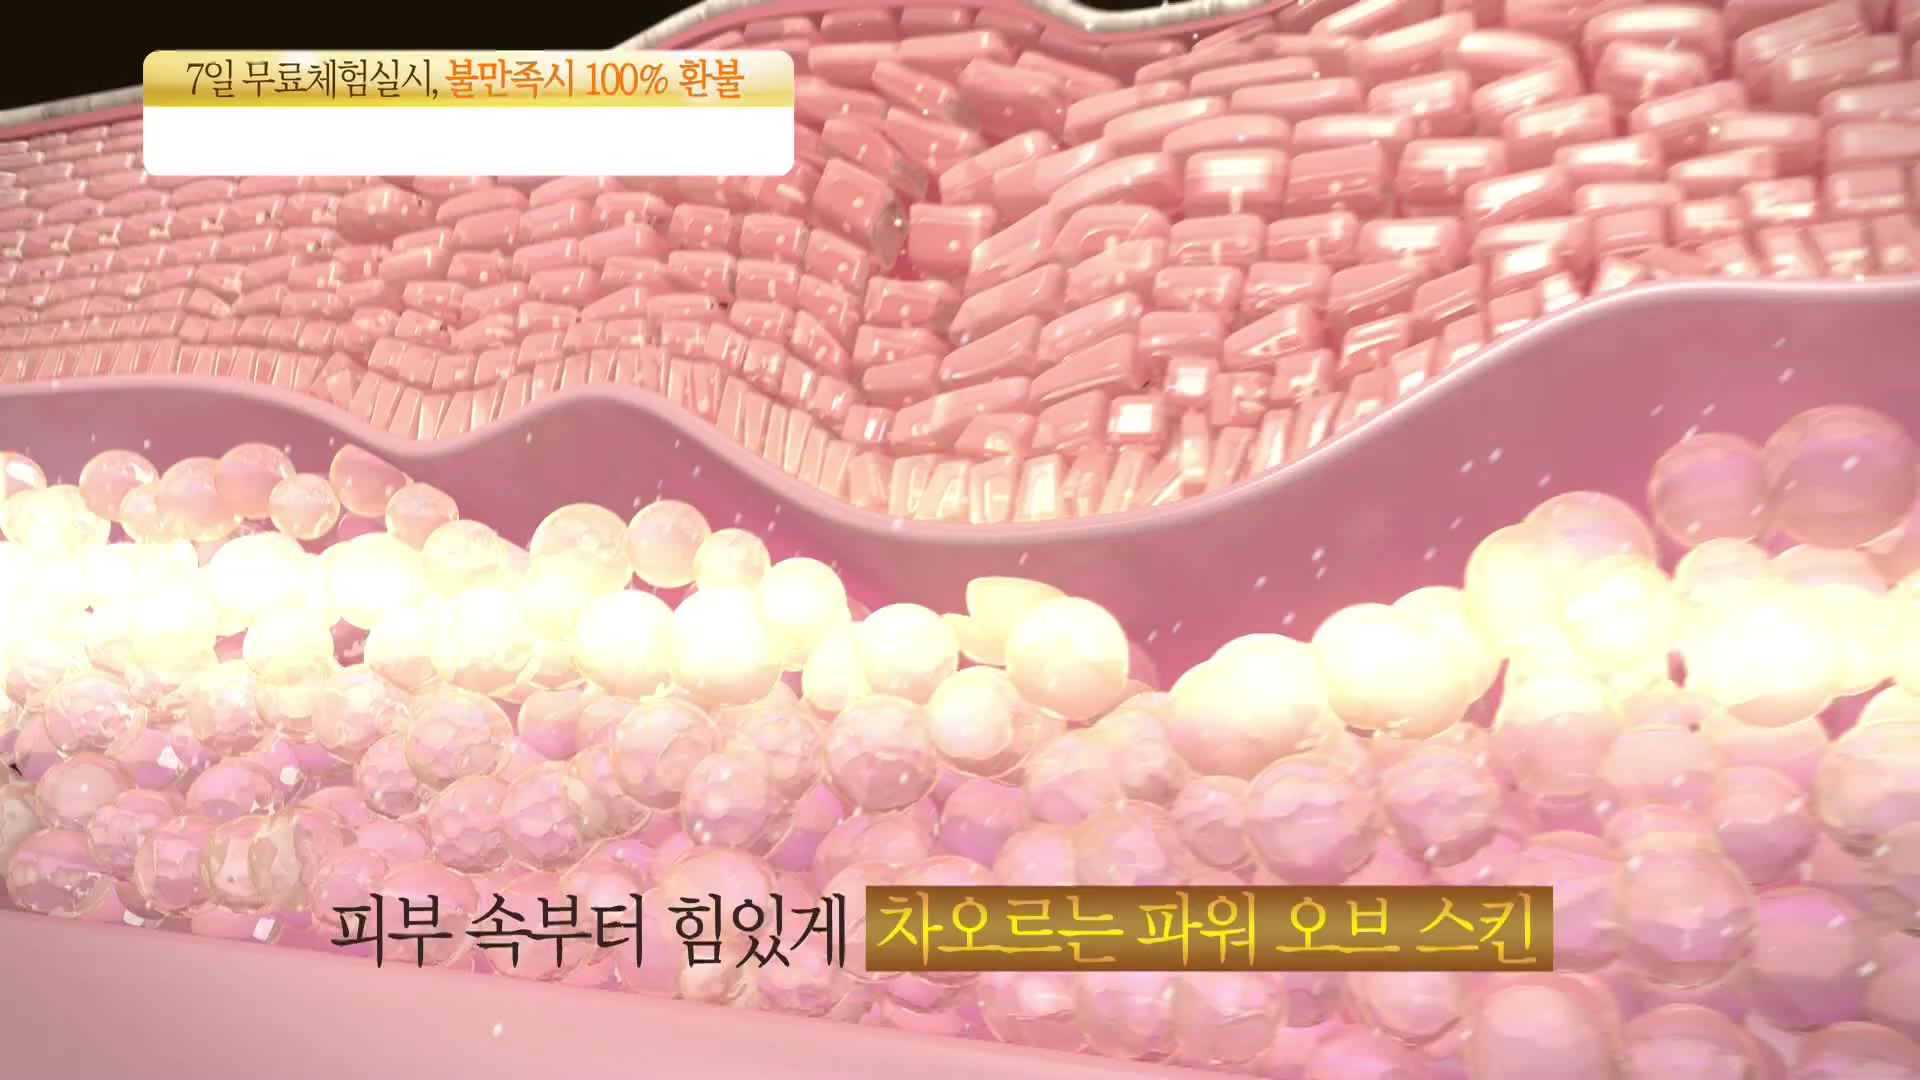 7일 무료체험실시, 불만족시 100% 환불
피부 속부터 힘있게 차오르는 파워 오브 스킨